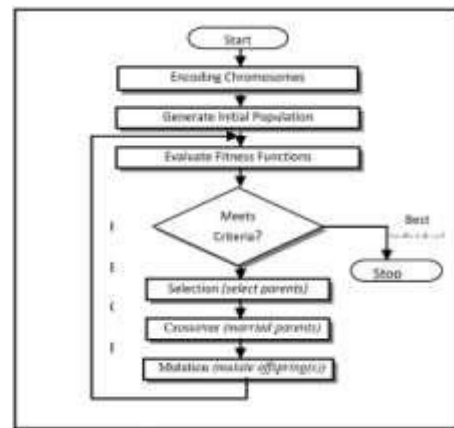 Start
Encoding Chromosomes
Generate Initial Population
Evaluate Fitness Functions
Meets
Criteria?
Best
Stop
Selection (select parents)
Crossover (married parents)
Mutation (mutate offspring(s))